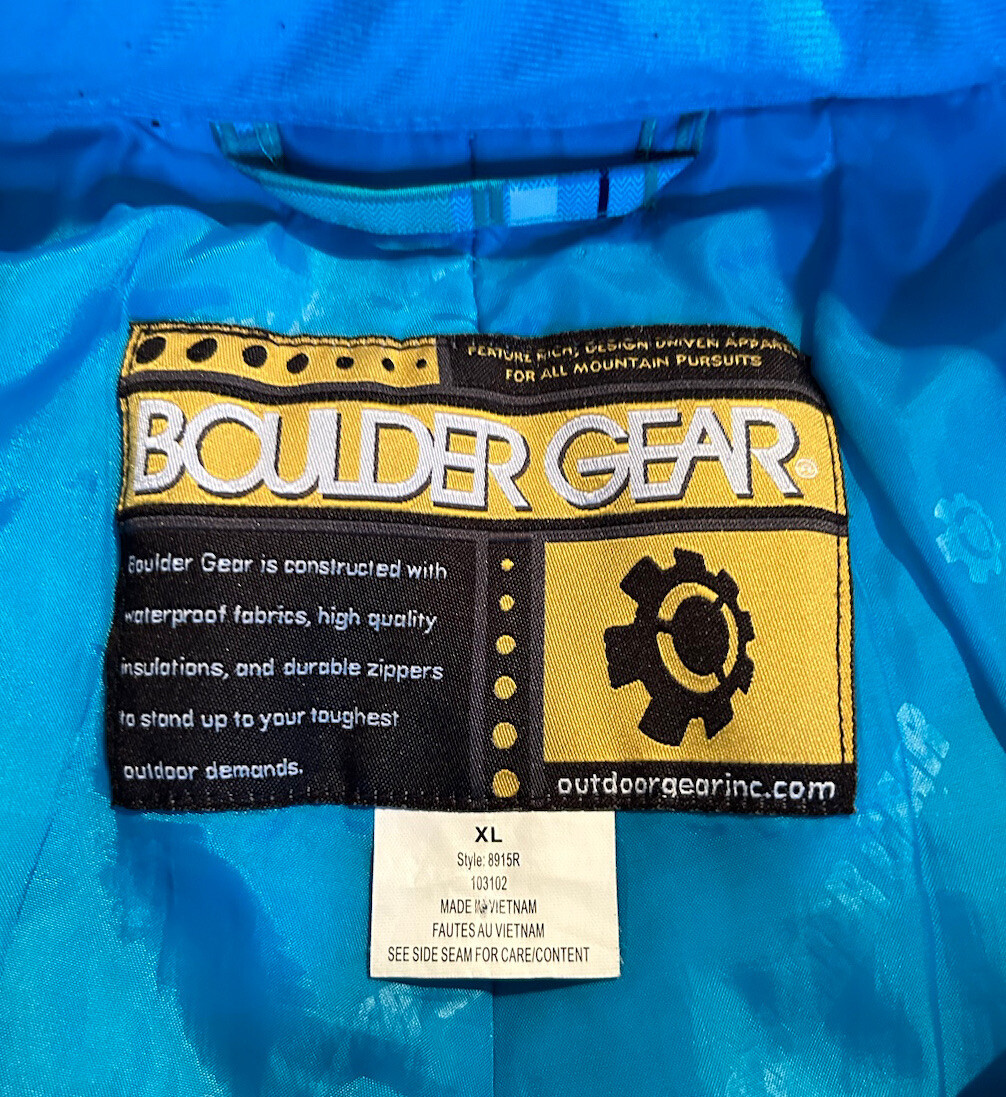 FEATURE RICH, DESIGN DRIVEN APPAREL
FOR ALL MOUNTAIN PURSUITS
BOULDER GEAR®
Boulder Gear is constructed with
waterproof fabrics, high quality
insulations, and durable zippers
to stand up to your toughest
outdoor demands.
outdoorgearinc.com
XL
Style: 8915R
103102
MADE IN VIETNAM
FAUTES AU VIETNAM
SEE SIDE SEAM FOR CARE/CONTENT